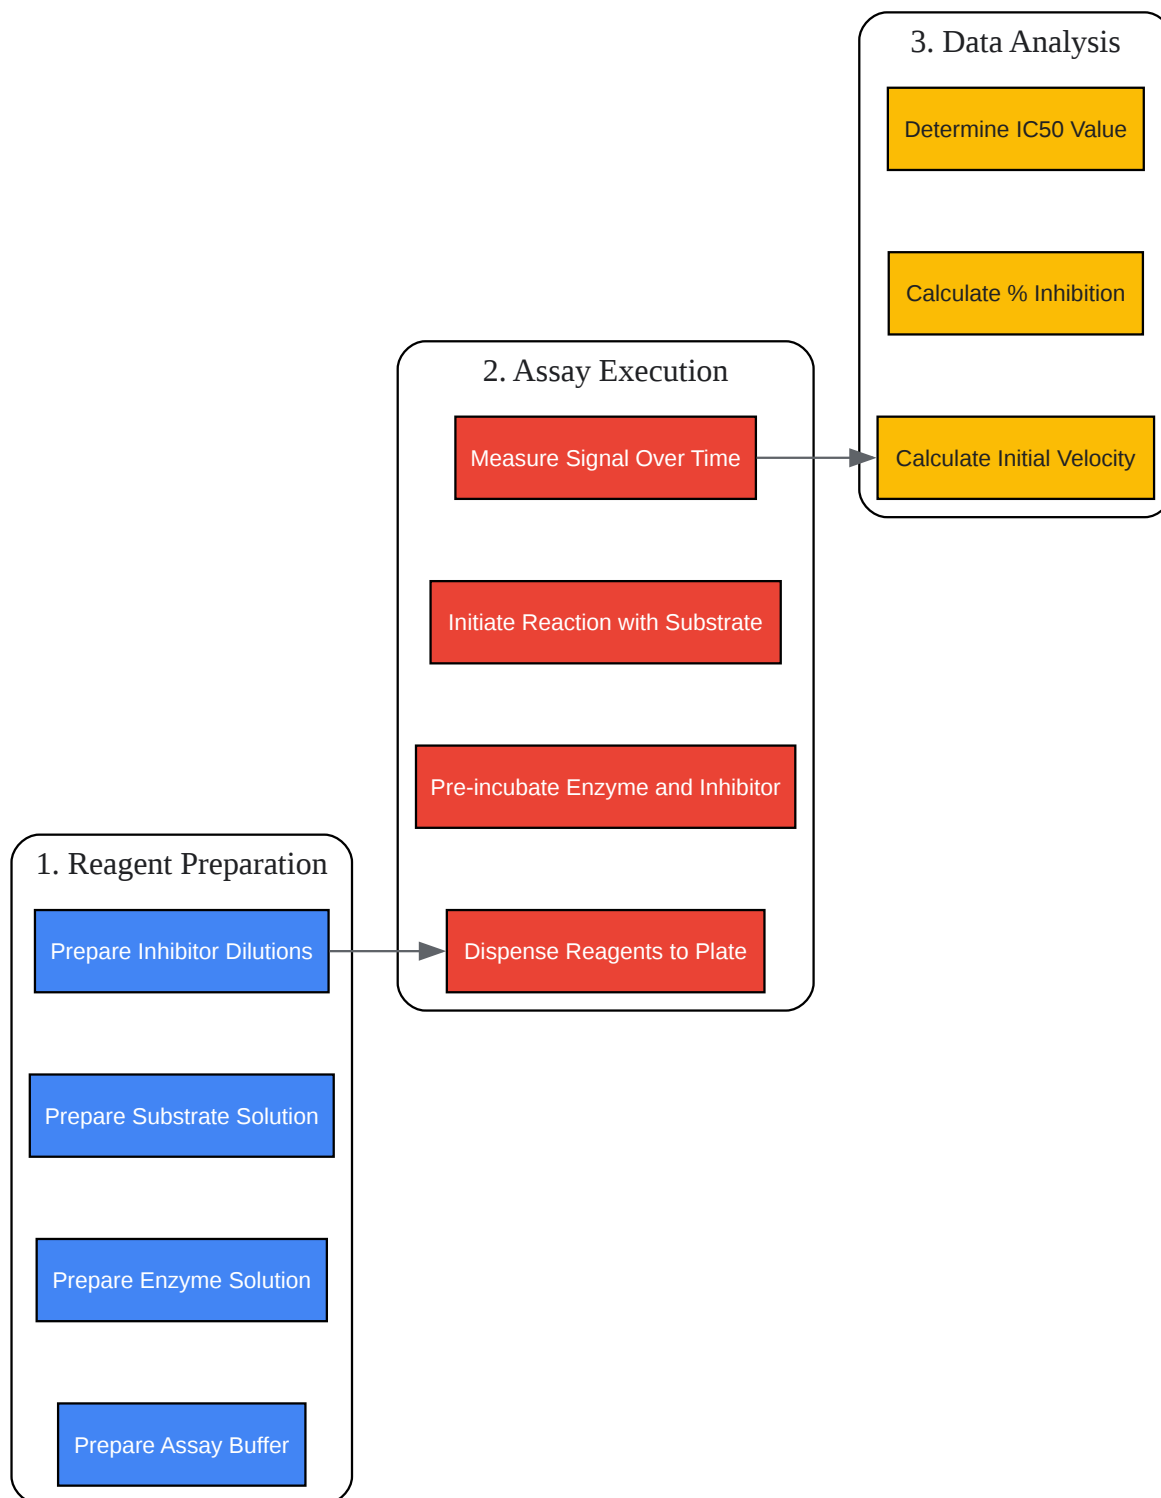 3. Data Analysis
Determine IC50 Value
Calculate % Inhibition
Calculate Initial Velocity
2. Assay Execution
Measure Signal Over Time
Initiate Reaction with Substrate
Pre-incubate Enzyme and Inhibitor
Dispense Reagents to Plate
1. Reagent Preparation
Prepare Inhibitor Dilutions
Prepare Substrate Solution
Prepare Enzyme Solution
Prepare Assay Buffer